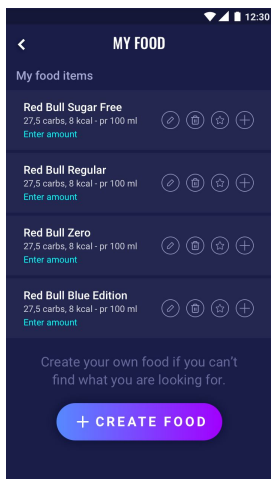 12:30
MY FOOD
My food items
Red Bull Sugar Free
27,5 carbs, 8 kcal - pr 100 ml
Enter amount
Red Bull Regular
27,5 carbs, 8 kcal - pr 100 ml
Enter amount
Red Bull Zero
27,5 carbs, 8 kcal - pr 100 ml
Enter amount
Red Bull Blue Edition
27,5 carbs, 8 kcal - pr 100 ml
Enter amount
Create your own food if you can't
find what you are looking for.
+ CREATE FOOD